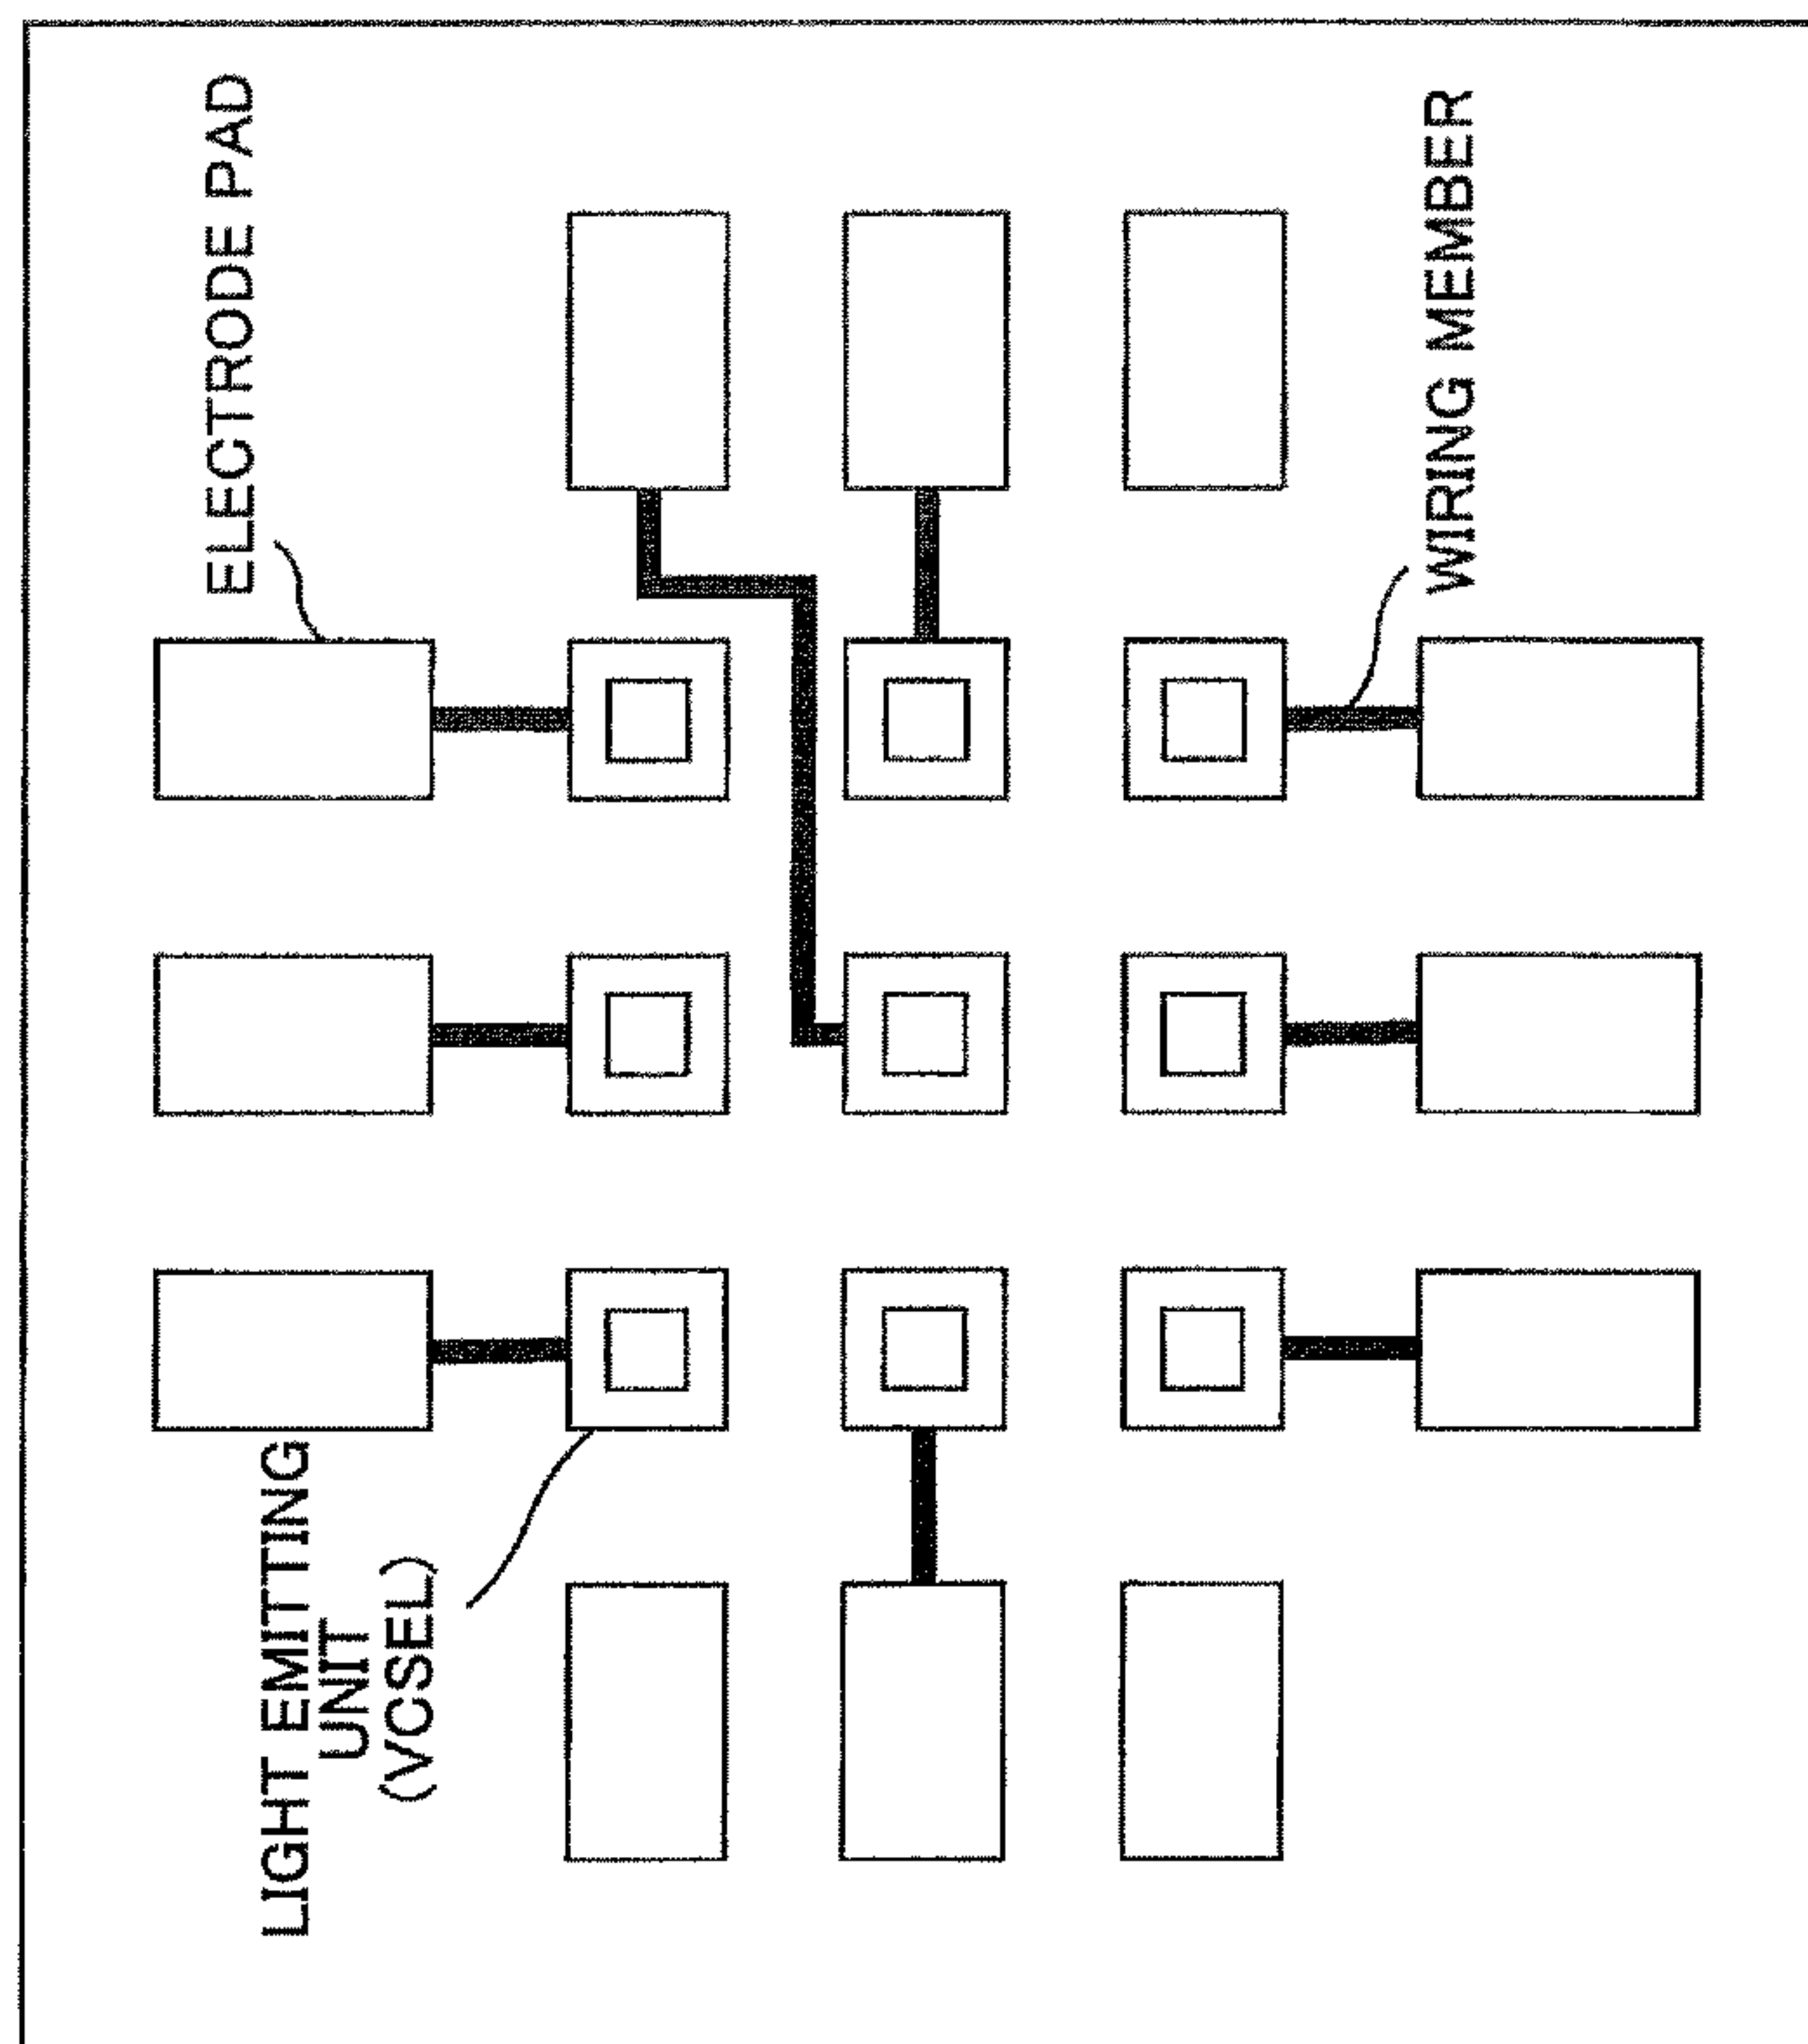 LIGHT EMITTING
UNIT
(VCSEL)
ELECTRODE PAD
WIRING MEMBER